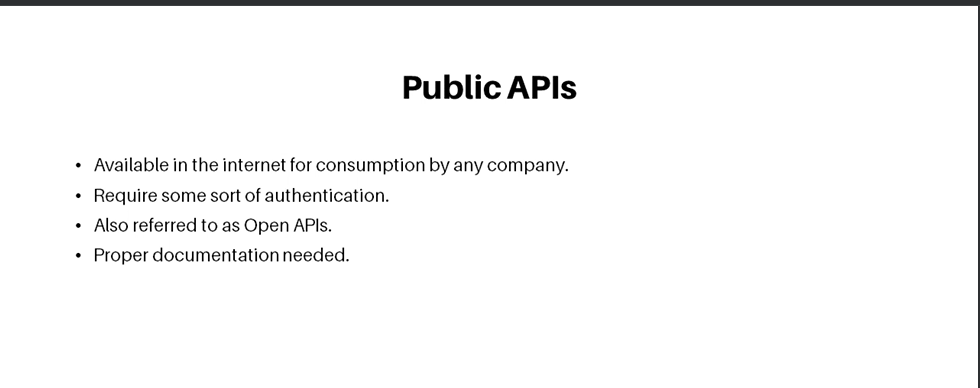 Public APIs
• Available in the internet for consumption by any company.
• Require some sort of authentication.
• Also referred to as Open APIs.
• Proper documentation needed.